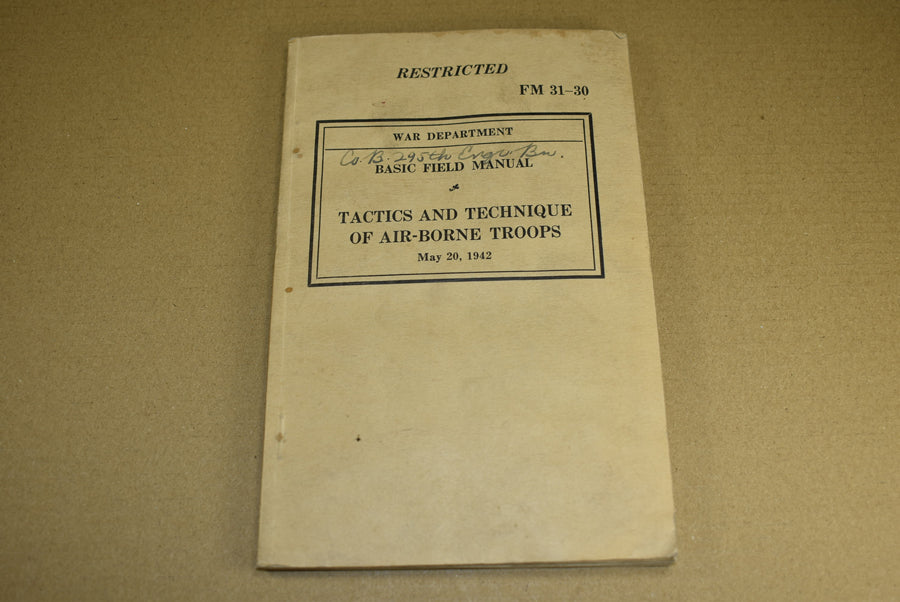 RESTRICTED
FM 31-30
WAR DEPARTMENT
Co. B. 295th Engr. Bn.
BASIC FIELD MANUAL
TACTICS AND TECHNIQUE
OF AIR-BORNE TROOPS
May 20, 1942